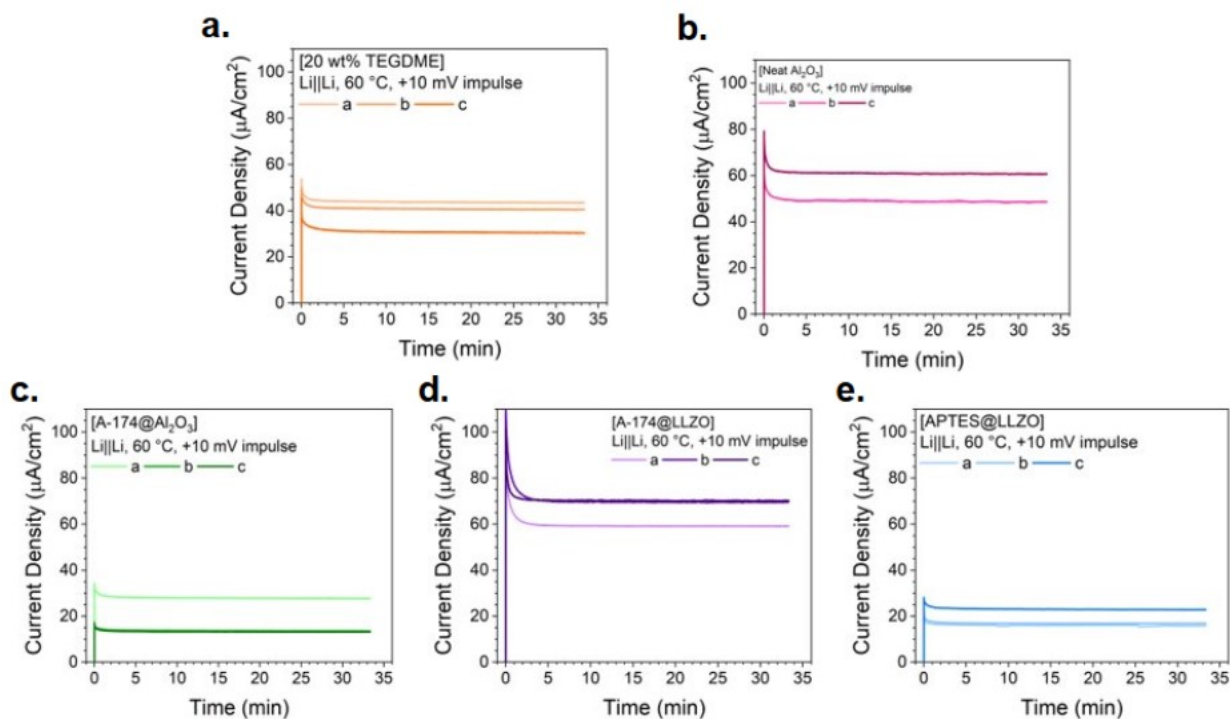 a.
[20 wt% TEGDME]
Li||Li, 60 °C, +10 mV impulse
a b c
Current Density (µA/cm²)
100
80
60
40
20
0
0 5 10 15 20 25 30 35
Time (min)
b.
[Neat Al₂O₃]
Li||Li, 60 °C, +10 mV impulse
a b c
Current Density (µA/cm²)
100
80
60
40
20
0
0 5 10 15 20 25 30 35
Time (min)
c.
[A-174@Al₂O₃]
Li||Li, 60 °C, +10 mV impulse
a b c
Current Density (µA/cm²)
100
80
60
40
20
0
0 5 10 15 20 25 30 35
Time (min)
d.
[A-174@LLZO]
Li||Li, 60 °C, +10 mV impulse
a b c
Current Density (µA/cm²)
100
80
60
40
20
0
0 5 10 15 20 25 30 35
Time (min)
e.
[APTES@LLZO]
Li||Li, 60 °C, +10 mV impulse
a b c
Current Density (µA/cm²)
100
80
60
40
20
0
0 5 10 15 20 25 30 35
Time (min)